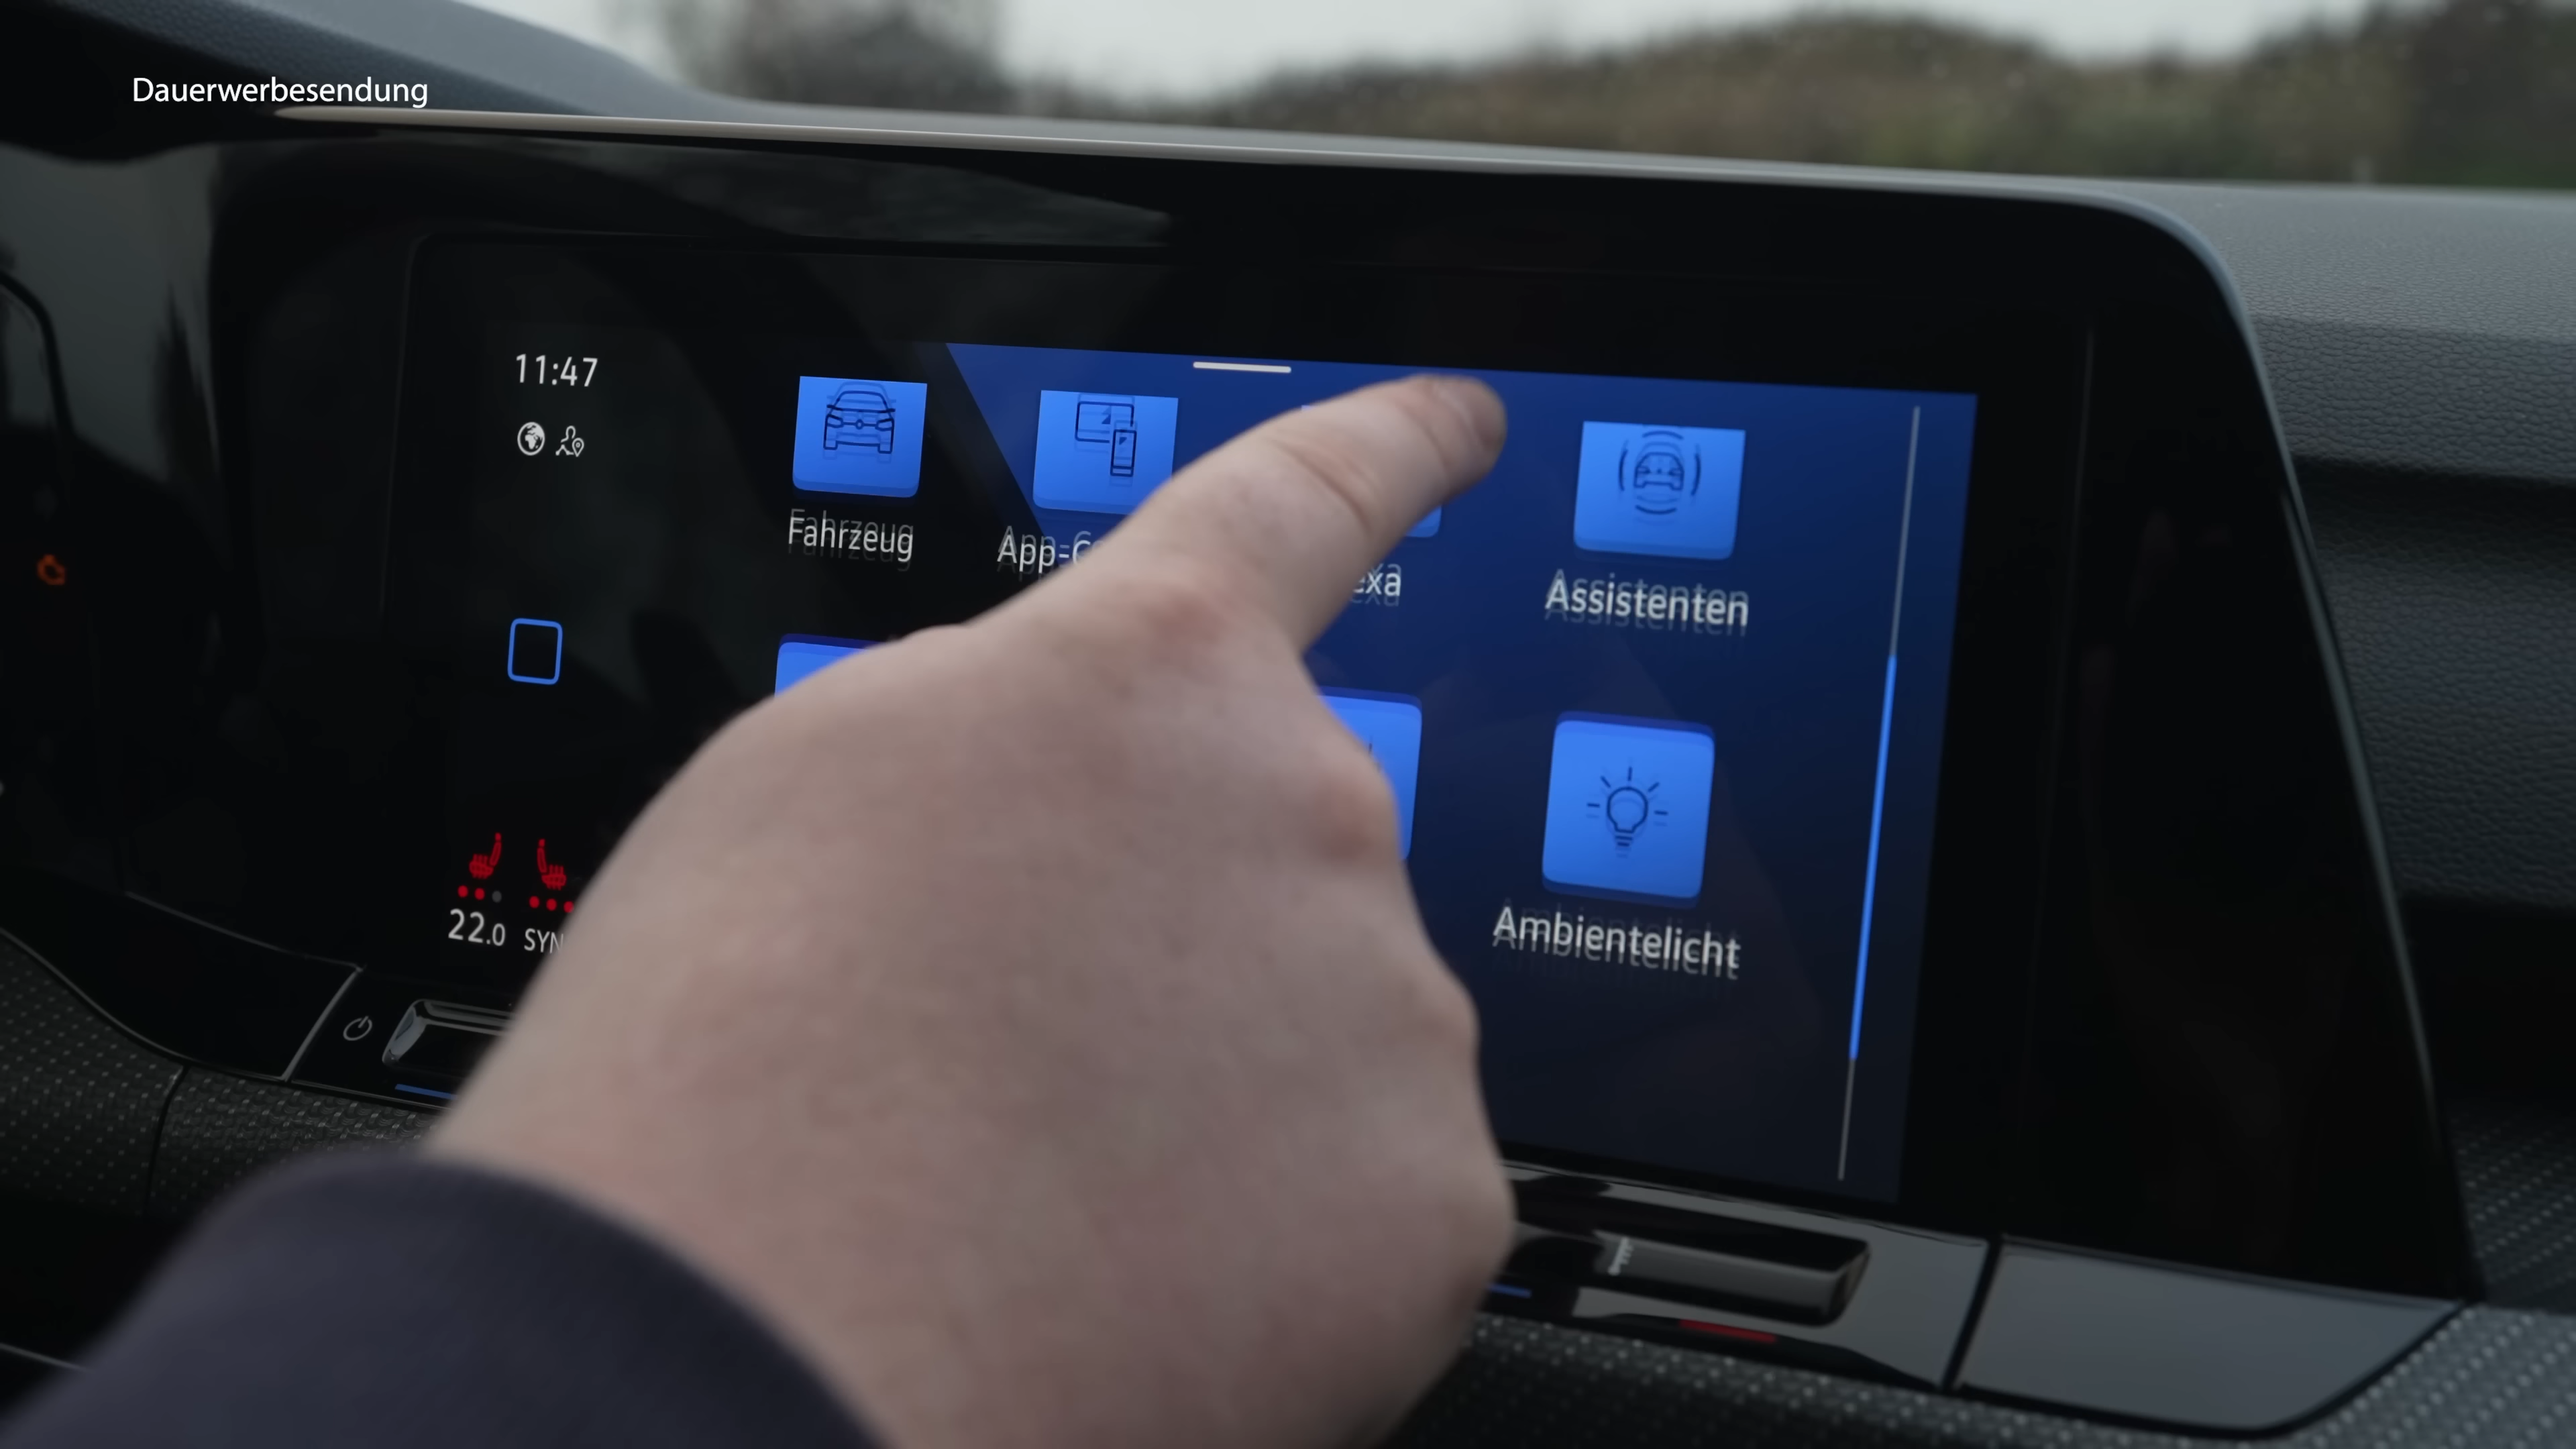 Dauerwerbesendung
11:47
Fahrzeug
App-C
exa
Assistenten
Ambientelicht
22.0 SYN